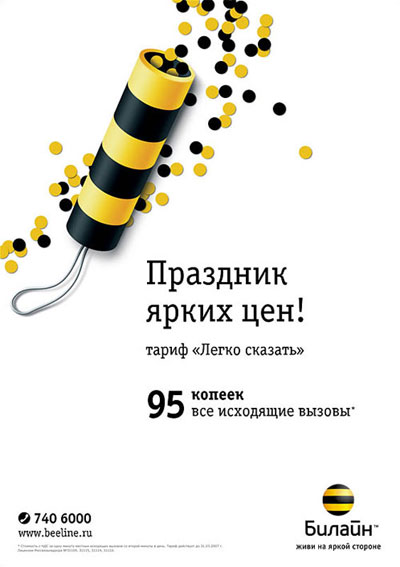 Праздник
ярких цен!
тариф «Легко сказать»
95 копеек
все исходящие вызовы*
740 6000
www.beeline.ru
Билайн™
живи на яркой стороне